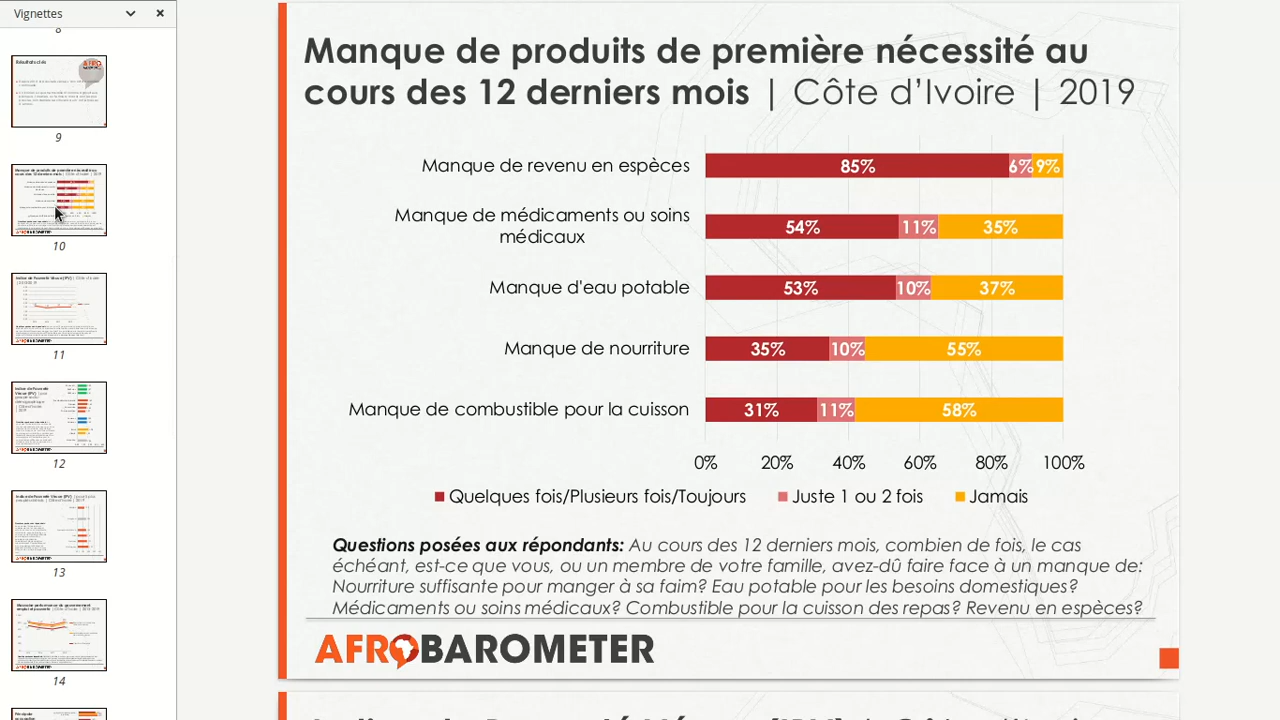 Vignettes
8
Résultats clés
9
10
11
12
13
14
Manque de produits de première nécessité au
cours des 12 derniers mois | Côte d’Ivoire | 2019
Manque de revenu en espèces
85% 6% 9%
Manque de médicaments ou soins
médicaux
54% 11% 35%
Manque d'eau potable
53% 10% 37%
Manque de nourriture
35% 10% 55%
Manque de combustible pour la cuisson
31% 11% 58%
0% 20% 40% 60% 80% 100%
Quelques fois/Plusieurs fois/Toujours Juste 1 ou 2 fois Jamais
Questions posées aux répondants: Au cours des 12 derniers mois, combien de fois, le cas
échéant, est-ce que vous, ou un membre de votre famille, avez-dû faire face à un manque de:
Nourriture suffisante pour manger à sa faim? Eau potable pour les besoins domestiques?
Médicaments ou soins médicaux? Combustible pour la cuisson des repas? Revenu en espèces?
AFROBAROMETER